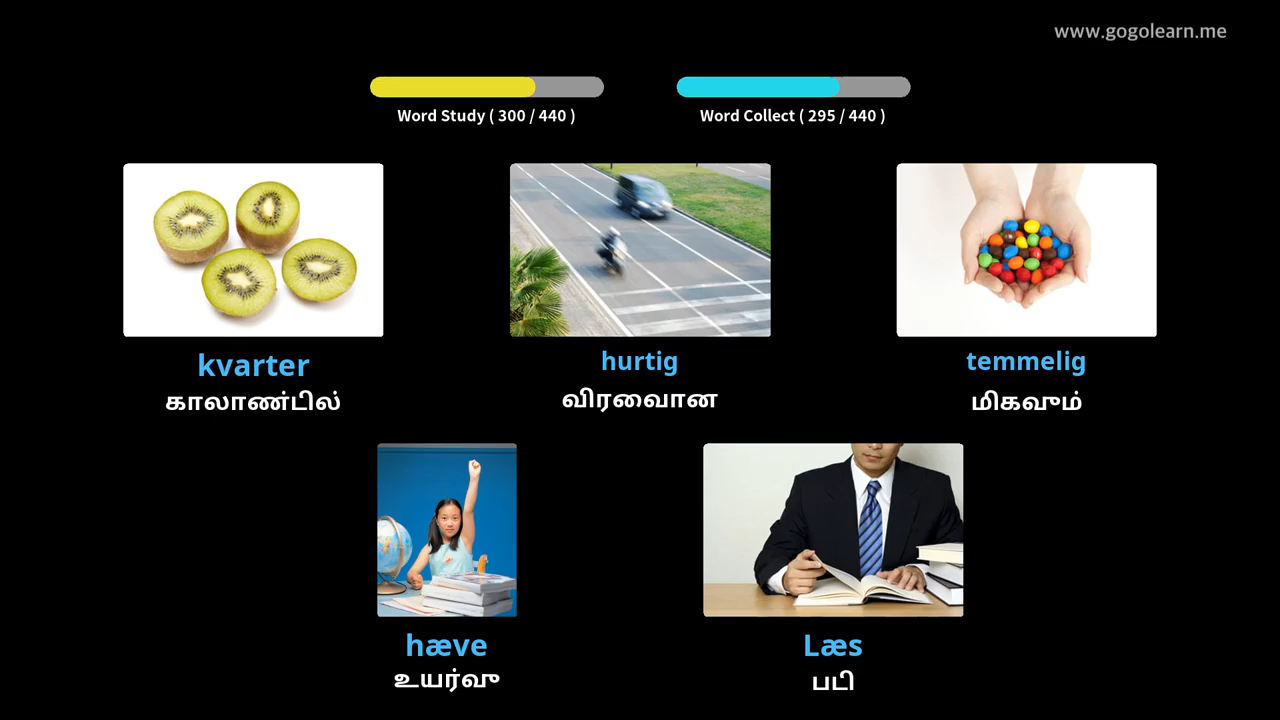 www.gogolearn.me
Word Study ( 300 / 440 )
Word Collect ( 295 / 440 )
kvarter
காலாண்டில்
hurtig
விரைவான
temmelig
மிகவும்
hæve
உயர்வு
Læs
படி